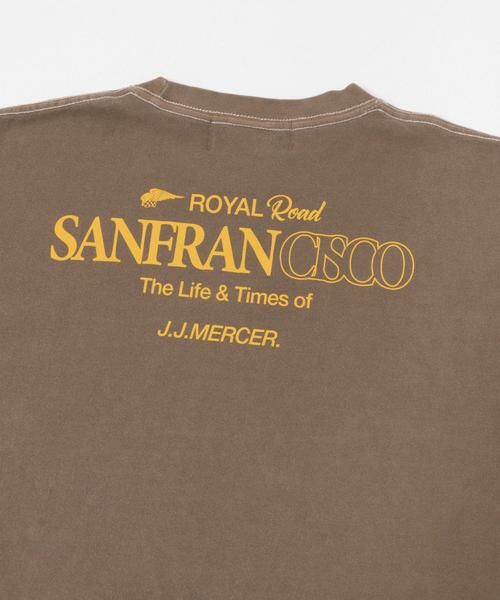 ROYAL Road
SANFRANCISCO
The Life & Times of
J.J.MERCER.